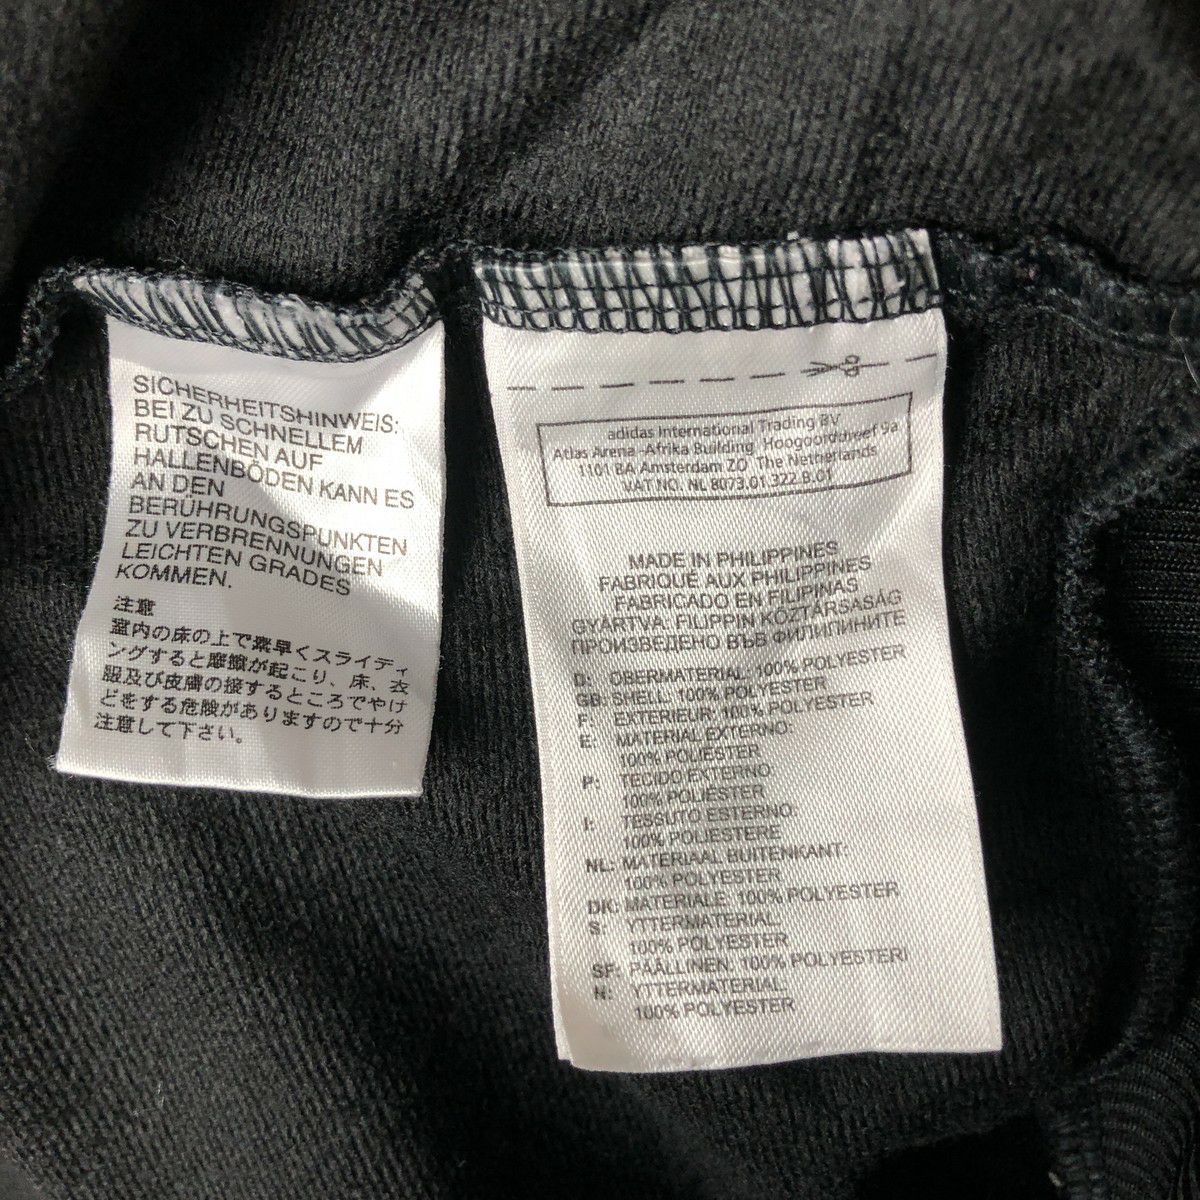 SICHERHEITSHINWEIS:
BEI ZU SCHNELLEM
RUTSCHEN AUF
HALLENBÖDEN KANN ES
AN DEN
BERÜHRUNGSPUNKTEN
ZU VERBRENNUNGEN
LEICHTEN GRADES
KOMMEN.
注意
室内の床の上で素早くスライディ
ングすると摩擦が起こり、床、衣
服及び皮膚の接するところでやけ
どをする危険がありますので十分
注意して下さい。
adidas International Trading BV
Atlas Arena -Afrika Building Hoogoorddreef 9a
1101 BA Amsterdam ZO The Netherlands
VAT NO. NL 8073.01.322.B.01
MADE IN PHILIPPINES
FABRIQUÉ AUX PHILIPPINES
FABRICADO EN FILIPINAS
GYÁRTVA: FILIPPIN KÖZTÁRSASÁG
ПРОИЗВЕДЕНО ВЪВ ФИЛИПИНИТЕ
D: OBERMATERIAL: 100% POLYESTER
GB: SHELL: 100% POLYESTER
F: EXTERIEUR: 100% POLYESTER
E: MATERIAL EXTERNO:
100% POLIESTER
P: TECIDO EXTERNO:
100% POLIESTER
I: TESSUTO ESTERNO:
100% POLIESTERE
NL: MATERIAAL BUITENKANT:
100% POLYESTER
DK: MATERIALE: 100% POLYESTER
S: YTTERMATERIAL:
100% POLYESTER
SF: PÄÄLLINEN: 100% POLYESTERI
N: YTTERMATERIAL:
100% POLYESTER